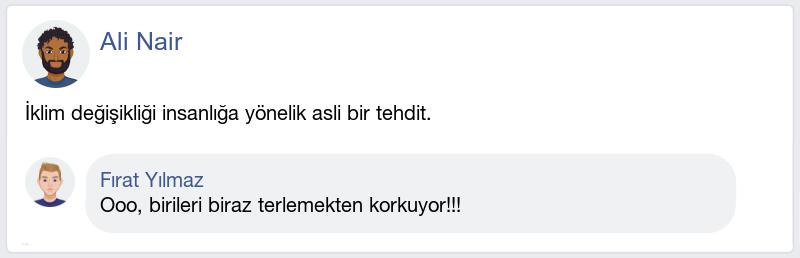 Ali Nair
İklim değişikliği insanlığa yönelik asli bir tehdit.
Fırat Yılmaz
Ooo, birileri biraz terlemekten korkuyor!!!